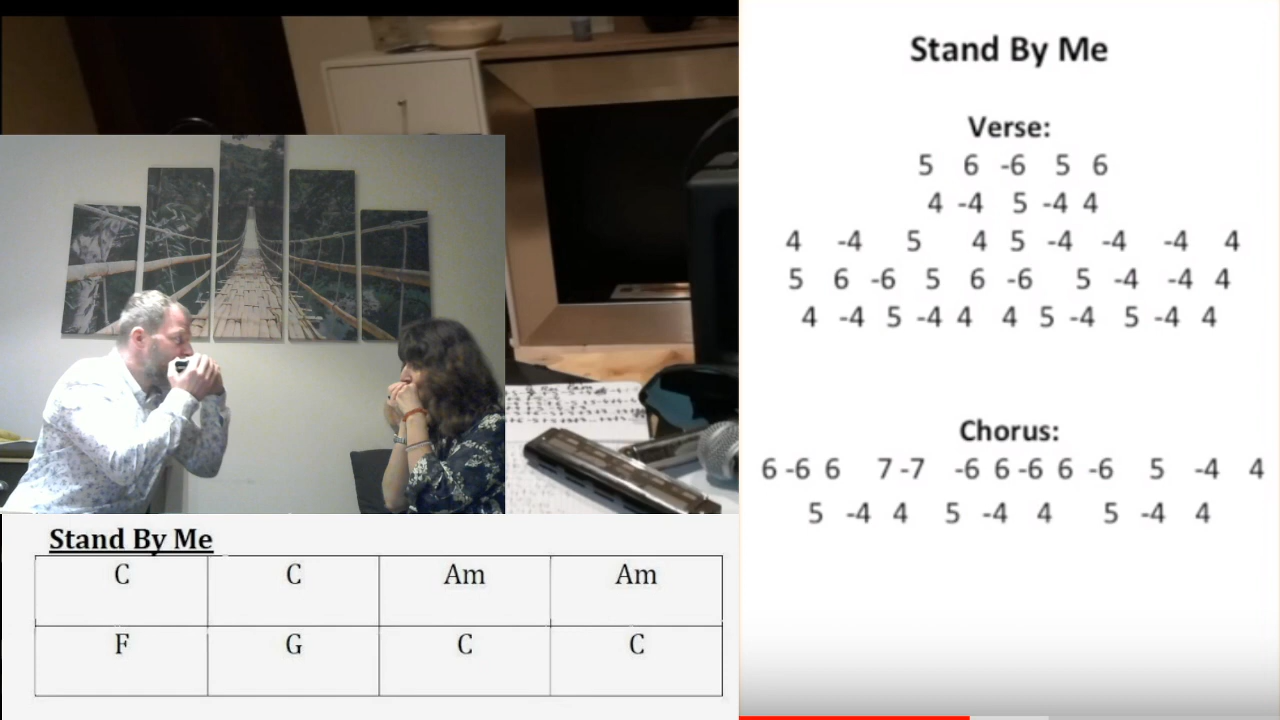 Stand By Me
Verse:
5 6 -6 5 6
4 -4 5 -4 4
4 -4 5 4 5 -4 -4 -4 4
5 6 -6 5 6 -6 5 -4 -4 4
4 -4 5 -4 4 4 5 -4 5 -4 4
Chorus:
6 -6 6 7 -7 -6 6 -6 6 -6 5 -4 4
5 -4 4 5 -4 4 5 -4 4
Stand By Me
C C Am Am
F G C C